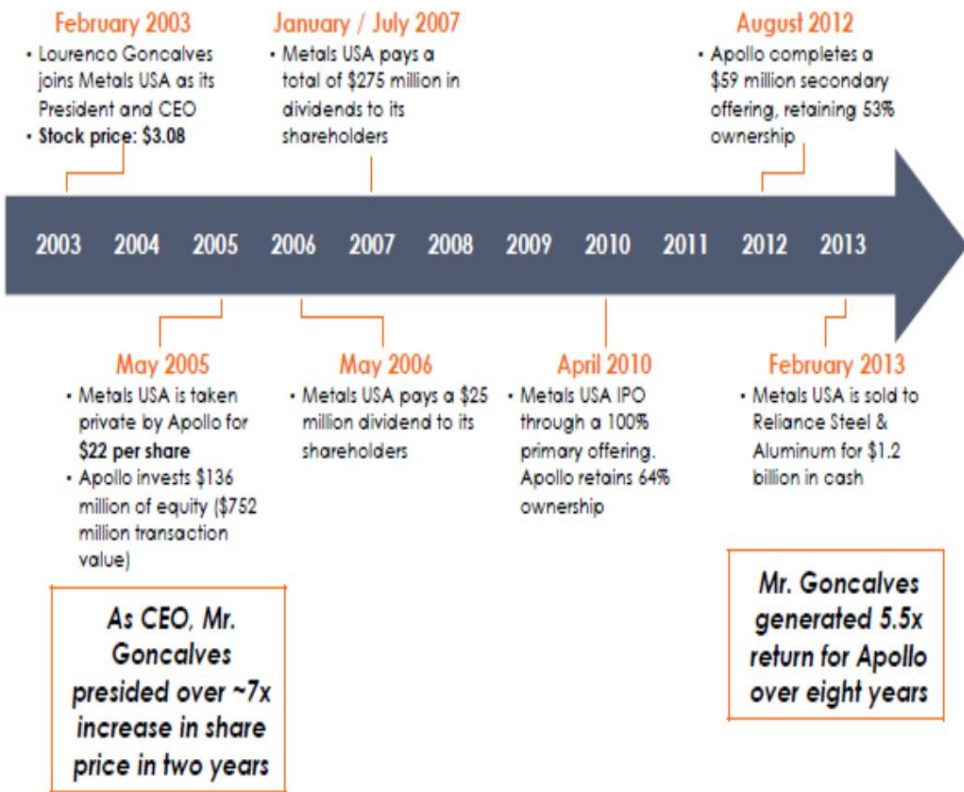 February 2003
• Lourenco Goncalves
joins Metals USA as its
President and CEO
• Stock price: $3.08
January / July 2007
• Metals USA pays a
total of $275 million in
dividends to its
shareholders
August 2012
• Apollo completes a
$59 million secondary
offering, retaining 53%
ownership
2003 2004 2005 2006 2007 2008 2009 2010 2011 2012 2013
May 2005
• Metals USA is taken
private by Apollo for
$22 per share
• Apollo invests $136
million of equity ($752
million transaction
value)
May 2006
• Metals USA pays a $25
million dividend to its
shareholders
April 2010
• Metals USA IPO
through a 100%
primary offering.
Apollo retains 64%
ownership
February 2013
• Metals USA is sold to
Reliance Steel &
Aluminum for $1.2
billion in cash
As CEO, Mr.
Goncalves
presided over ~7x
increase in share
price in two years
Mr. Goncalves
generated 5.5x
return for Apollo
over eight years